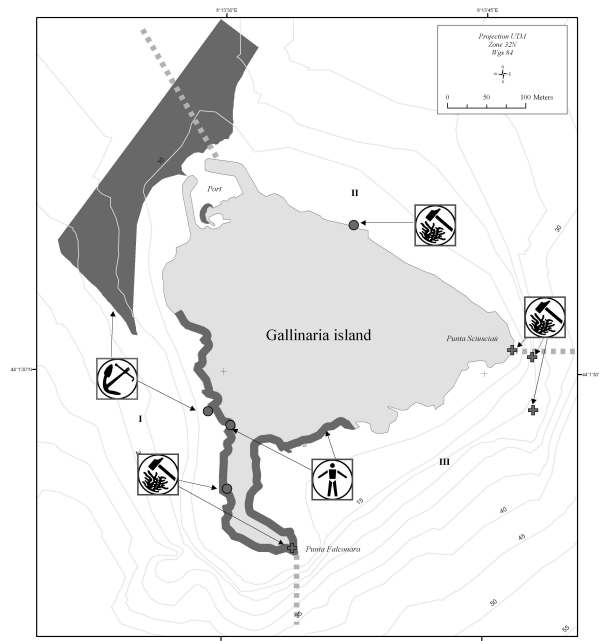 8°13'30"E
8°13'45"E
Projection UTM
Zone 32N
Wgs 84
N
W
E
S
0 50 100 Meters
Port
II
30
Gallinaria island
Punta Sciusciaù
44°1'30"N
44°1'30"
I
III
15
40
45
Punta Falconara
50
55